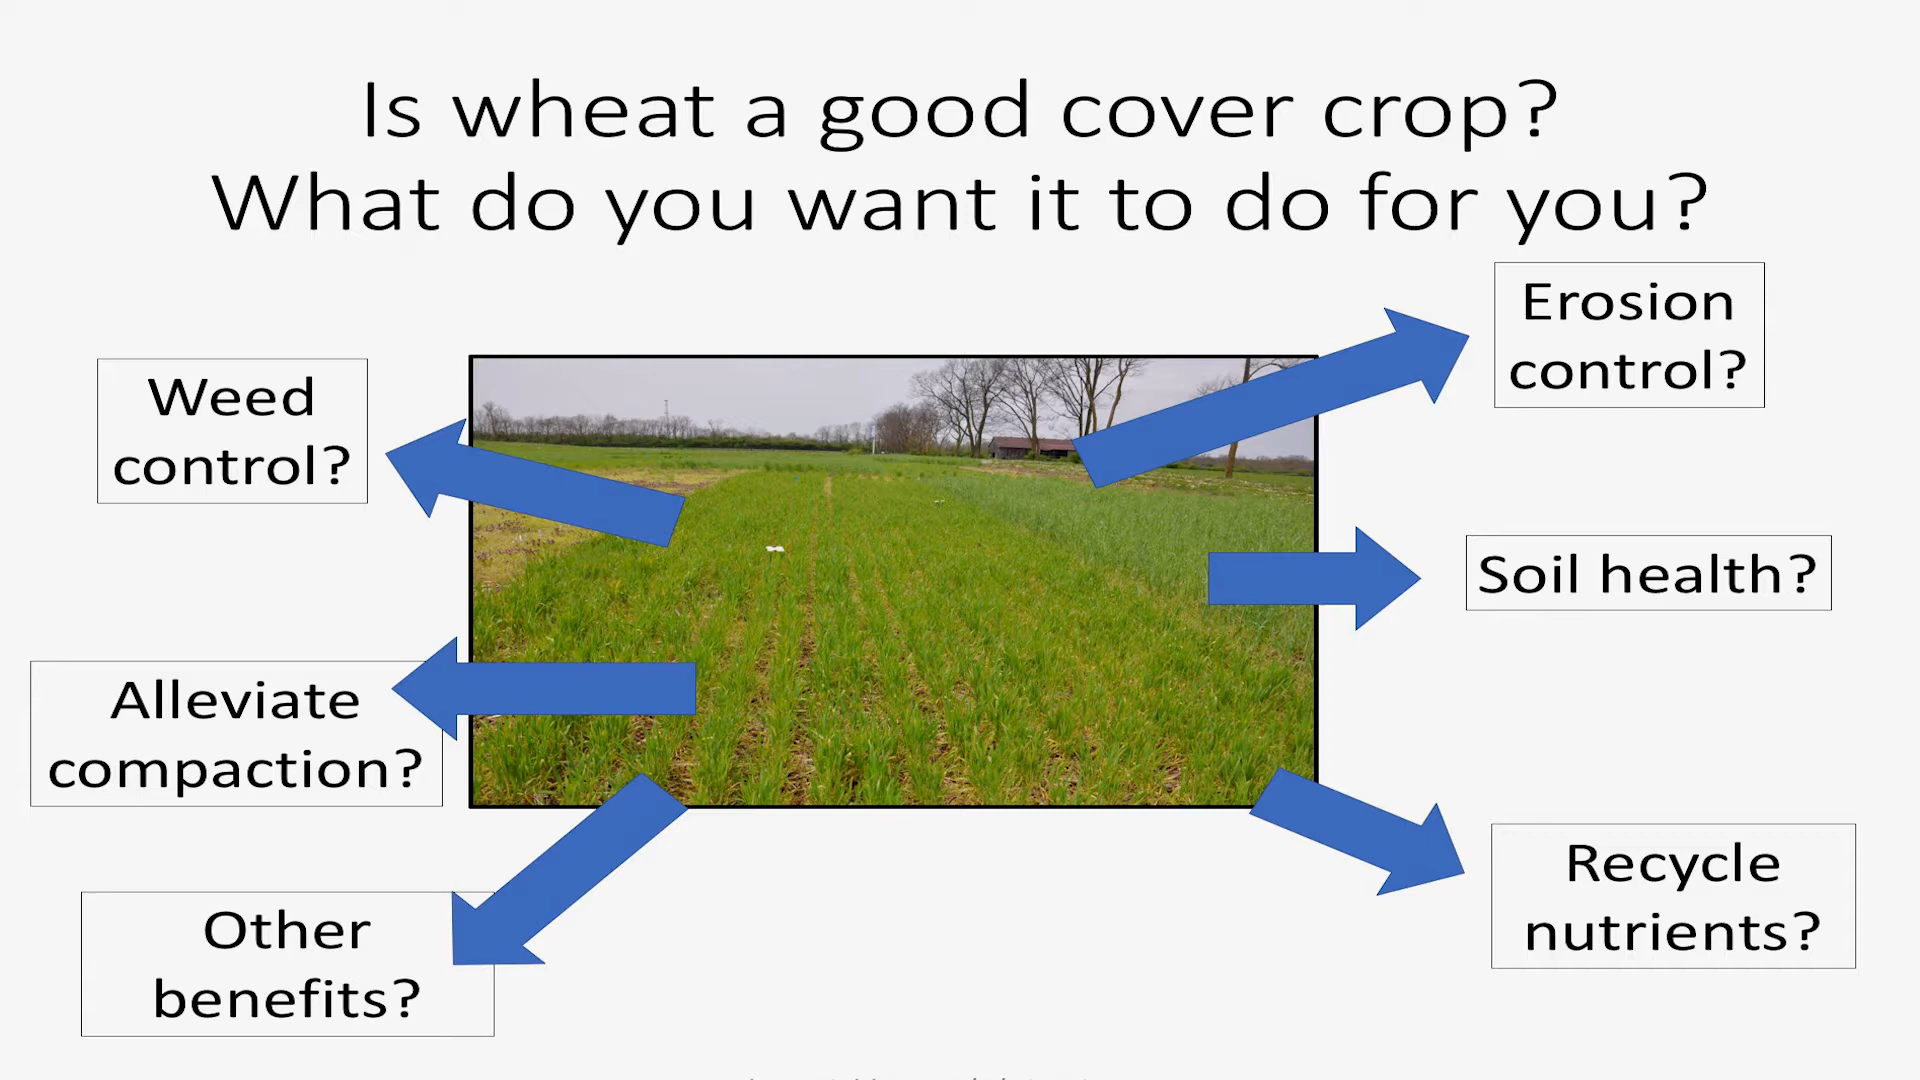 Is wheat a good cover crop?
What do you want it to do for you?
Erosion
control?
Weed
control?
Soil health?
Alleviate
compaction?
Recycle
nutrients?
Other
benefits?